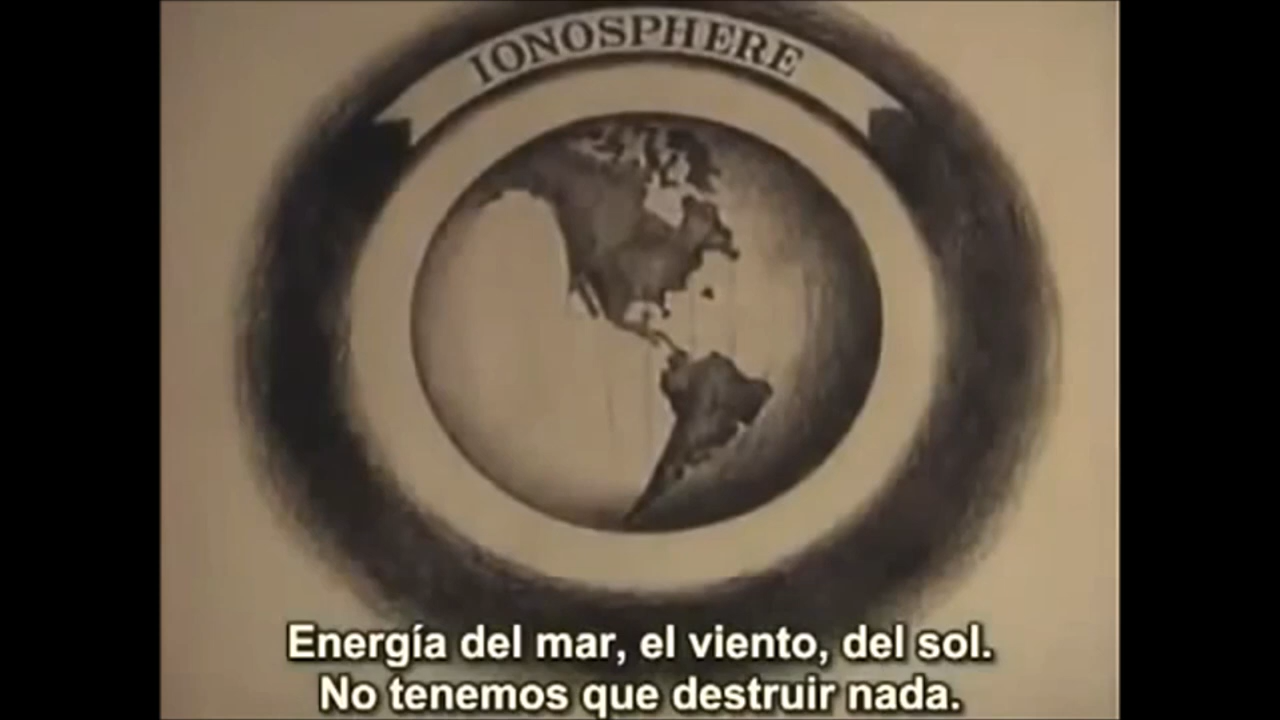 IONOSPHERE
Energía del mar, el viento, del sol.
No tenemos que destruir nada.